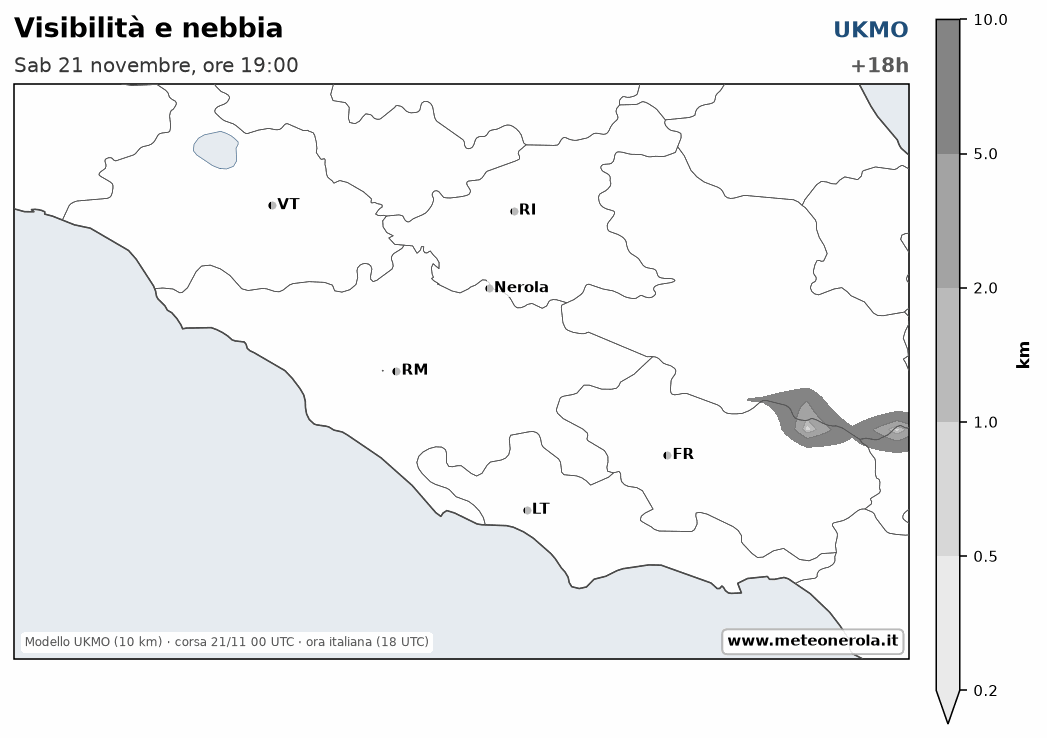 Visibilità e nebbia
UKMO
Sab 21 novembre, ore 19:00
+18h
10.0
5.0
2.0
1.0
0.5
0.2
km
VT
RI
Nerola
RM
FR
LT
Modello UKMO (10 km) · corsa 21/11 00 UTC · ora italiana (18 UTC)
www.meteonerola.it